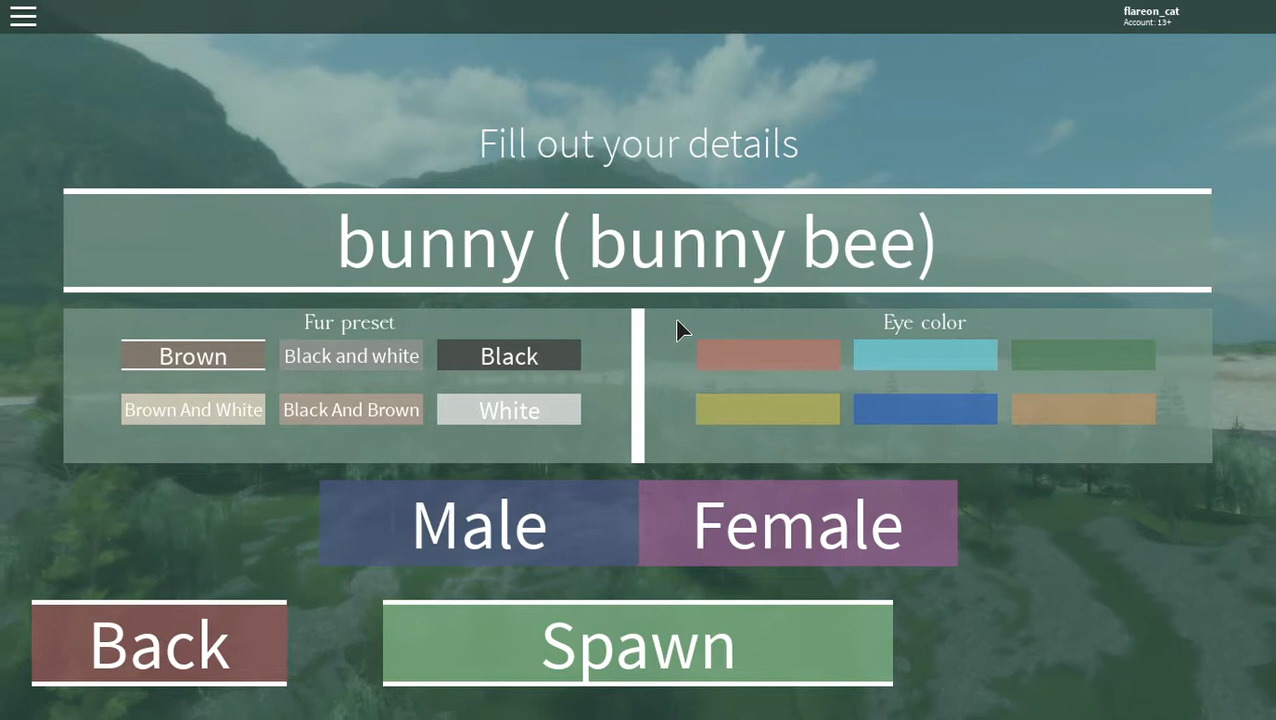 flareon_cat
Account: 13+
Fill out your details
bunny ( bunny bee)
Fur preset
Eye color
Brown
Black and white
Black
Brown And White
Black And Brown
White
Male
Female
Back
Spawn